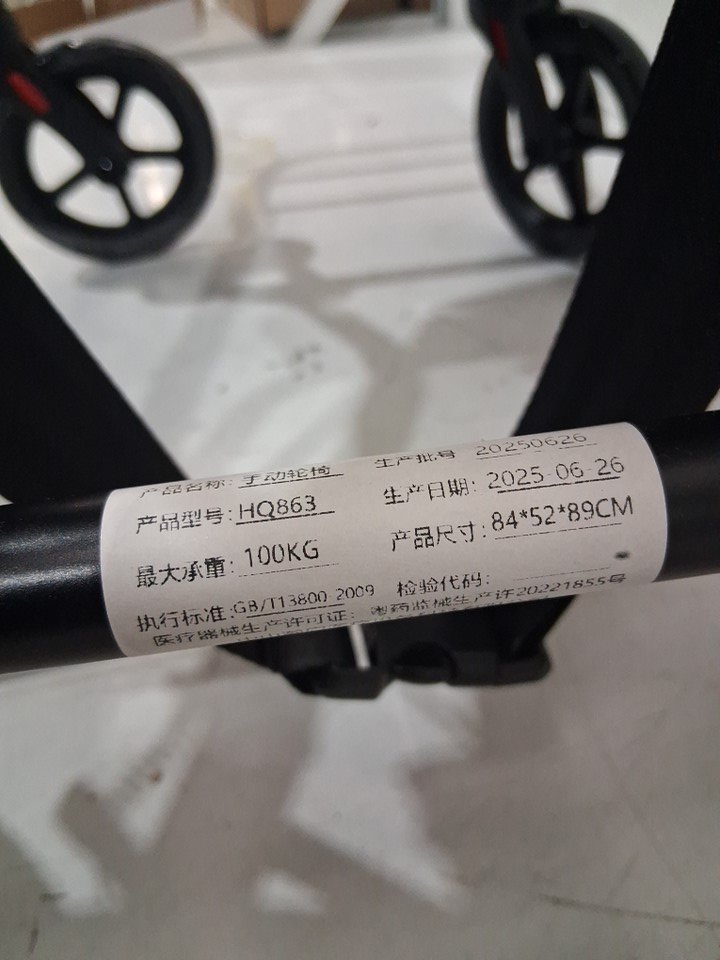 产品名称: 手动轮椅 生产批号 20250626
产品型号: HQ863 生产日期: 2025-06-26
最大承重: 100KG 产品尺寸: 84*52*89CM
执行标准: GB/T13800-2009 检验代码:
医疗器械生产许可证: 药监械生产许20221855号